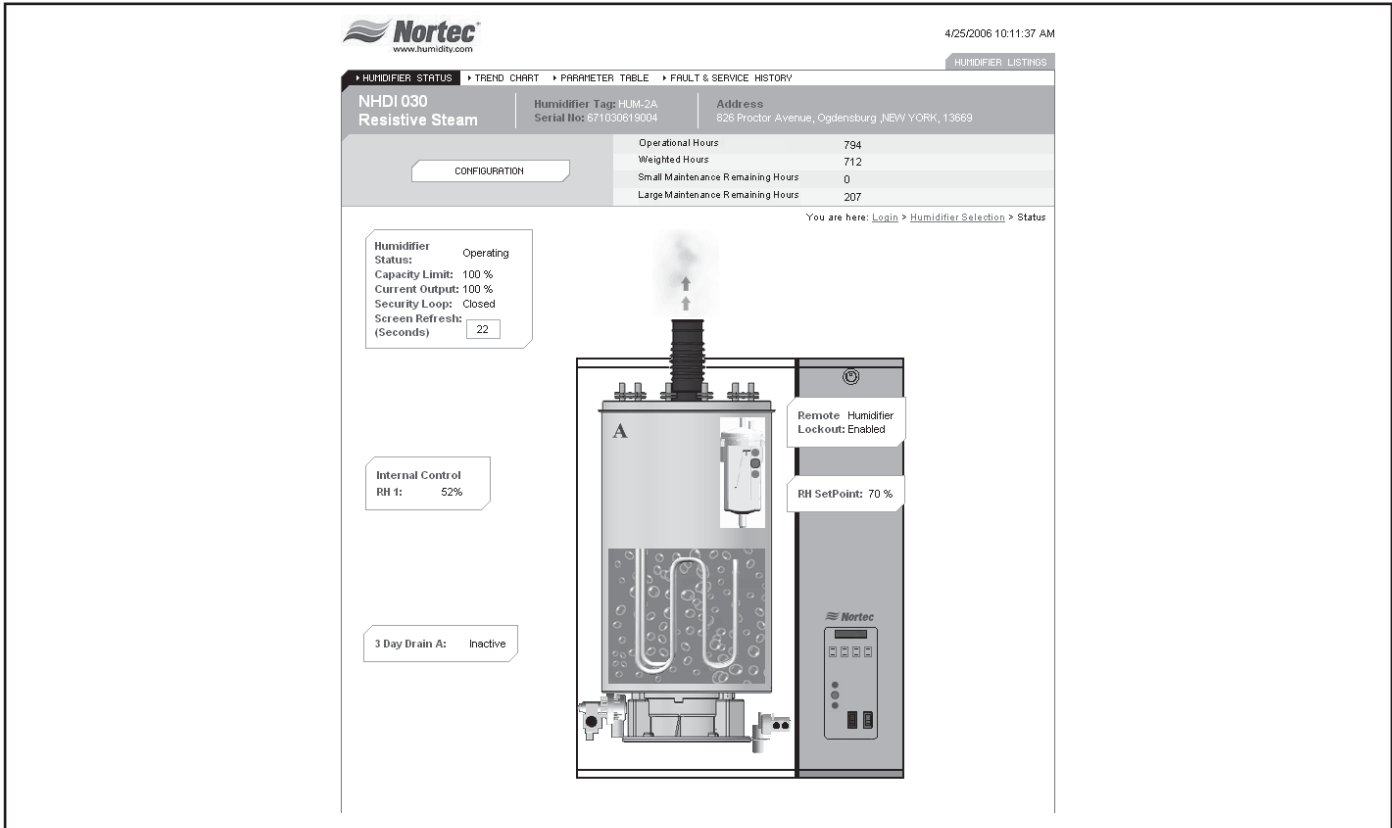 Nortec
www.humidity.com
4/25/2006 10:11:37 AM
HUMIDIFIER LISTINGS
HUMIDIFIER STATUS TREND CHART PARAMETER TABLE FAULT & SERVICE HISTORY
NHDI 030
Resistive Steam
Humidifier Tag: HUM-2A
Serial No: 671030619004
Address
826 Proctor Avenue, Ogdensburg ,NEW YORK, 13669
CONFIGURATION
Operational Hours 794
Weighted Hours 712
Small Maintenance Remaining Hours 0
Large Maintenance Remaining Hours 207
You are here: Login > Humidifier Selection > Status
Humidifier
Status: Operating
Capacity Limit: 100 %
Current Output: 100 %
Security Loop: Closed
Screen Refresh:
(Seconds) 22
A
Remote Humidifier
Lockout: Enabled
Internal Control
RH 1: 52%
RH SetPoint: 70 %
Nortec
3 Day Drain A: Inactive